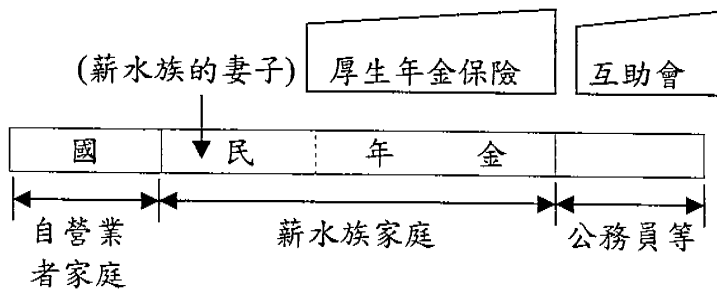 (薪水族的妻子)
厚生年金保險
互助會
國民年金
自營業
者家庭
薪水族家庭
公務員等